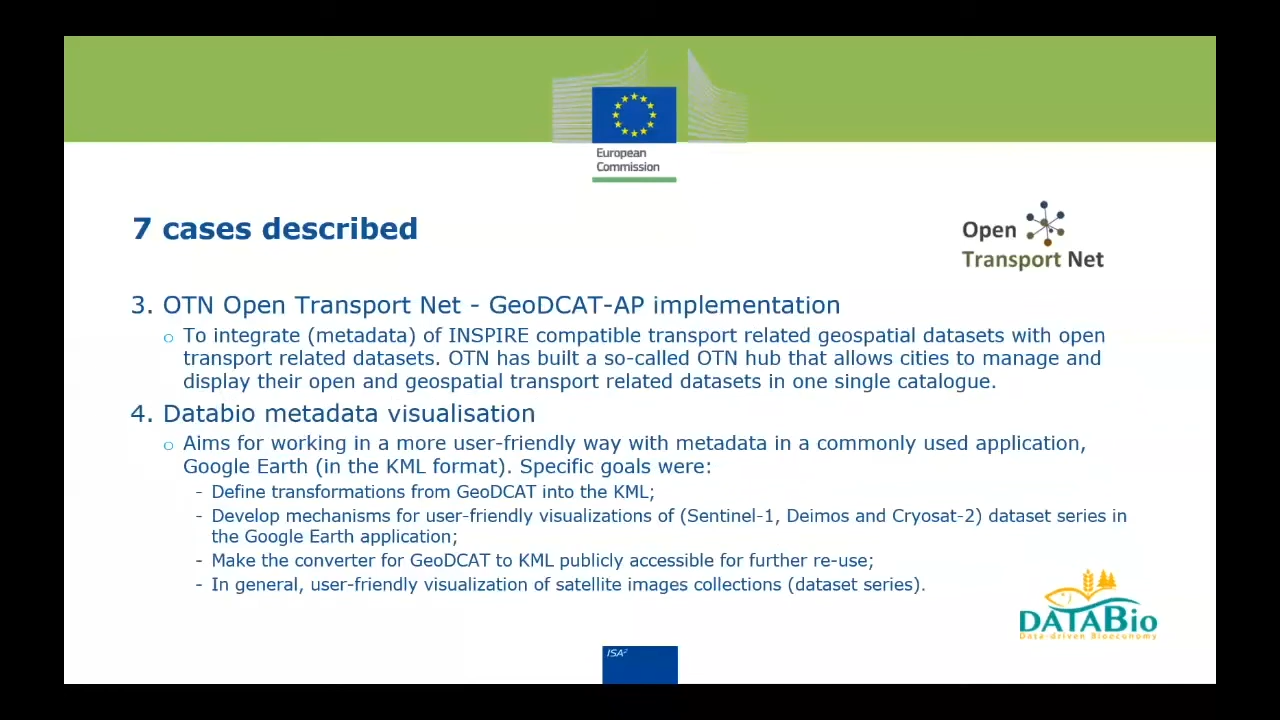 European
Commission
7 cases described
Open
Transport Net
3. OTN Open Transport Net - GeoDCAT-AP implementation
o To integrate (metadata) of INSPIRE compatible transport related geospatial datasets with open
transport related datasets. OTN has built a so-called OTN hub that allows cities to manage and
display their open and geospatial transport related datasets in one single catalogue.
4. Databio metadata visualisation
o Aims for working in a more user-friendly way with metadata in a commonly used application,
Google Earth (in the KML format). Specific goals were:
- Define transformations from GeoDCAT into the KML;
- Develop mechanisms for user-friendly visualizations of (Sentinel-1, Deimos and Cryosat-2) dataset series in
the Google Earth application;
- Make the converter for GeoDCAT to KML publicly accessible for further re-use;
- In general, user-friendly visualization of satellite images collections (dataset series).
DATABio
Data-driven Bioeconomy
ISA²